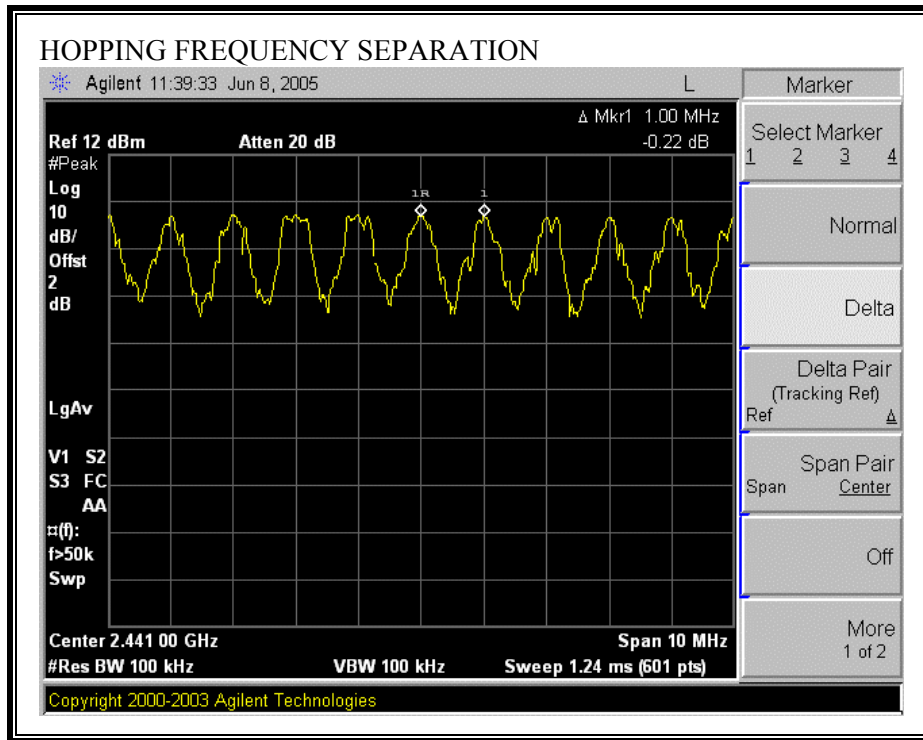 HOPPING FREQUENCY SEPARATION
Agilent 11:39:33 Jun 8, 2005 L
Δ Mkr1 1.00 MHz
Ref 12 dBm Atten 20 dB -0.22 dB
#Peak
Log
10
dB/
Offst
2
dB
1R 1
LgAv
V1 S2
S3 FC
AA
¤(f):
f>50k
Swp
Center 2.441 00 GHz Span 10 MHz
#Res BW 100 kHz VBW 100 kHz Sweep 1.24 ms (601 pts)
Copyright 2000-2003 Agilent Technologies
Marker
Select Marker
1 2 3 4
Normal
Delta
Delta Pair
(Tracking Ref)
Ref Δ
Span Pair
Span Center
Off
More
1 of 2